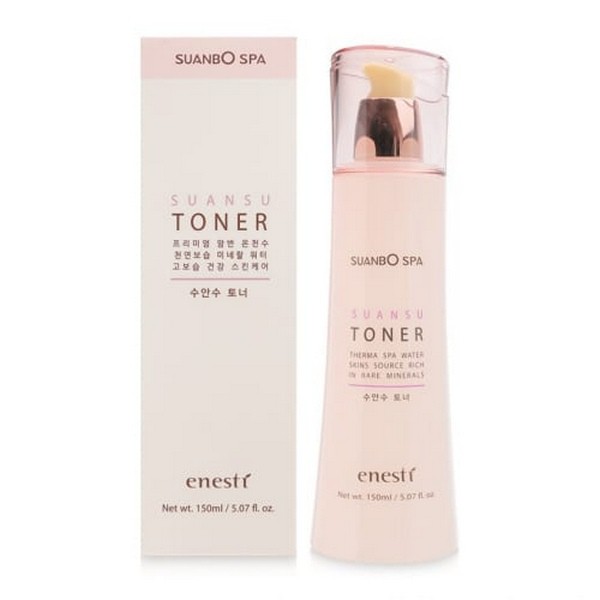 SUANBO SPA
SUANSU
TONER
프리미엄 암반 온천수
천연보습 미네랄 워터
고보습 건강 스킨케어
수안수 토너
enesti
Net wt. 150ml / 5.07 fl. oz.
SUANBO SPA
SUANSU
TONER
THERMA SPA WATER
SKINS SOURCE RICH
IN RARE MINERALS
수안수 토너
enesti
Net wt. 150ml / 5.07 fl. oz.